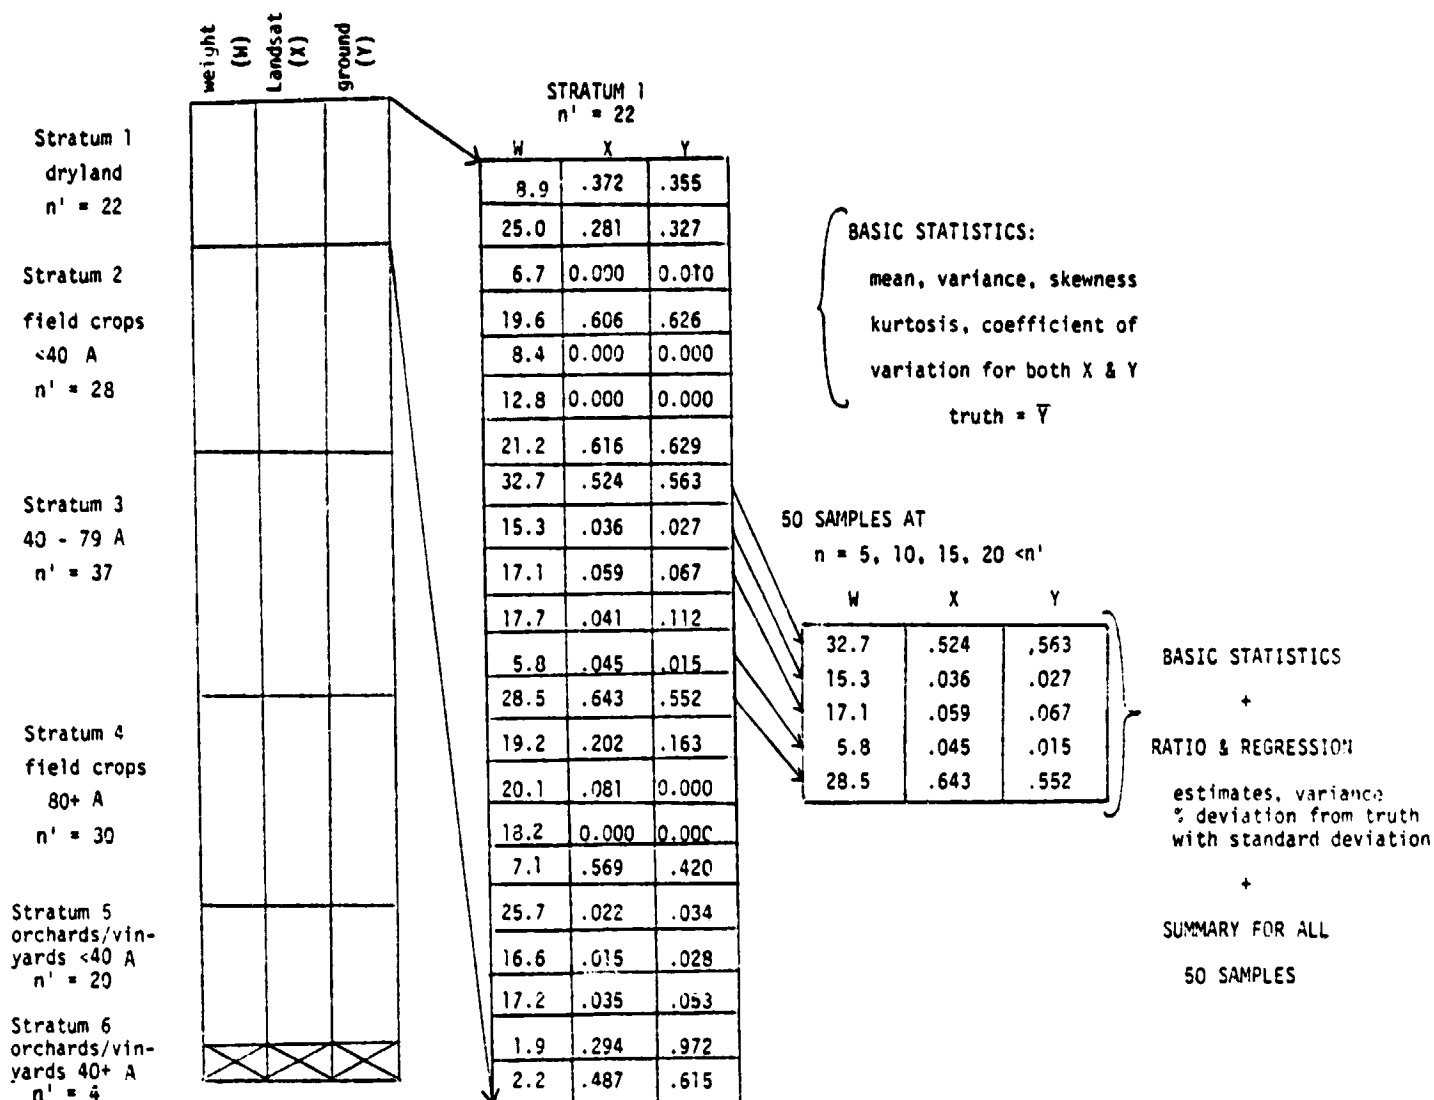 weight
(W)
Landsat
(X)
ground
(Y)
Stratum 1
dryland
n' = 22
Stratum 2
field crops
<40 A
n' = 28
Stratum 3
40 - 79 A
n' = 37
Stratum 4
field crops
80+ A
n' = 30
Stratum 5
orchards/vin-
yards <40 A
n' = 20
Stratum 6
orchards/vin-
yards 40+ A
n' = 4
STRATUM 1
n' = 22
W X Y
8.9 .372 .355
25.0 .281 .327
6.7 0.000 0.010
19.6 .606 .626
8.4 0.000 0.000
12.8 0.000 0.000
21.2 .616 .629
32.7 .524 .563
15.3 .036 .027
17.1 .059 .067
17.7 .041 .112
5.8 .045 .015
28.5 .643 .552
19.2 .202 .163
20.1 .081 0.000
18.2 0.000 0.000
7.1 .569 .420
25.7 .022 .034
16.6 .015 .028
17.2 .035 .053
1.9 .294 .972
2.2 .487 .615
BASIC STATISTICS:
mean, variance, skewness
kurtosis, coefficient of
variation for both X & Y
truth = Y̅
50 SAMPLES AT
n = 5, 10, 15, 20 <n'
W X Y
32.7 .524 .563
15.3 .036 .027
17.1 .059 .067
5.8 .045 .015
28.5 .643 .552
BASIC STATISTICS
+
RATIO & REGRESSION
estimates, variance
% deviation from truth
with standard deviation
+
SUMMARY FOR ALL
50 SAMPLES